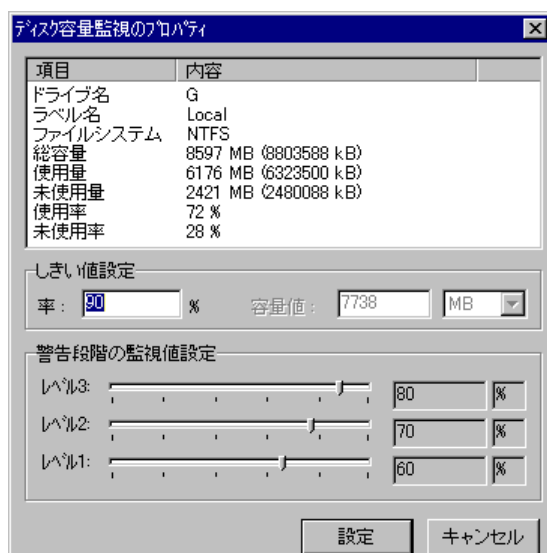 ディスク容量監視のプロパティ
項目 内容
ドライブ名 G
ラベル名 Local
ファイルシステム NTFS
総容量 8597 MB (8803588 kB)
使用量 6176 MB (6323500 kB)
未使用量 2421 MB (2480088 kB)
使用率 72 %
未使用率 28 %
しきい値設定
率: 90 % 容量値: 7738 MB
警告段階の監視値設定
レベル3: 80 %
レベル2: 70 %
レベル1: 60 %
設定 キャンセル